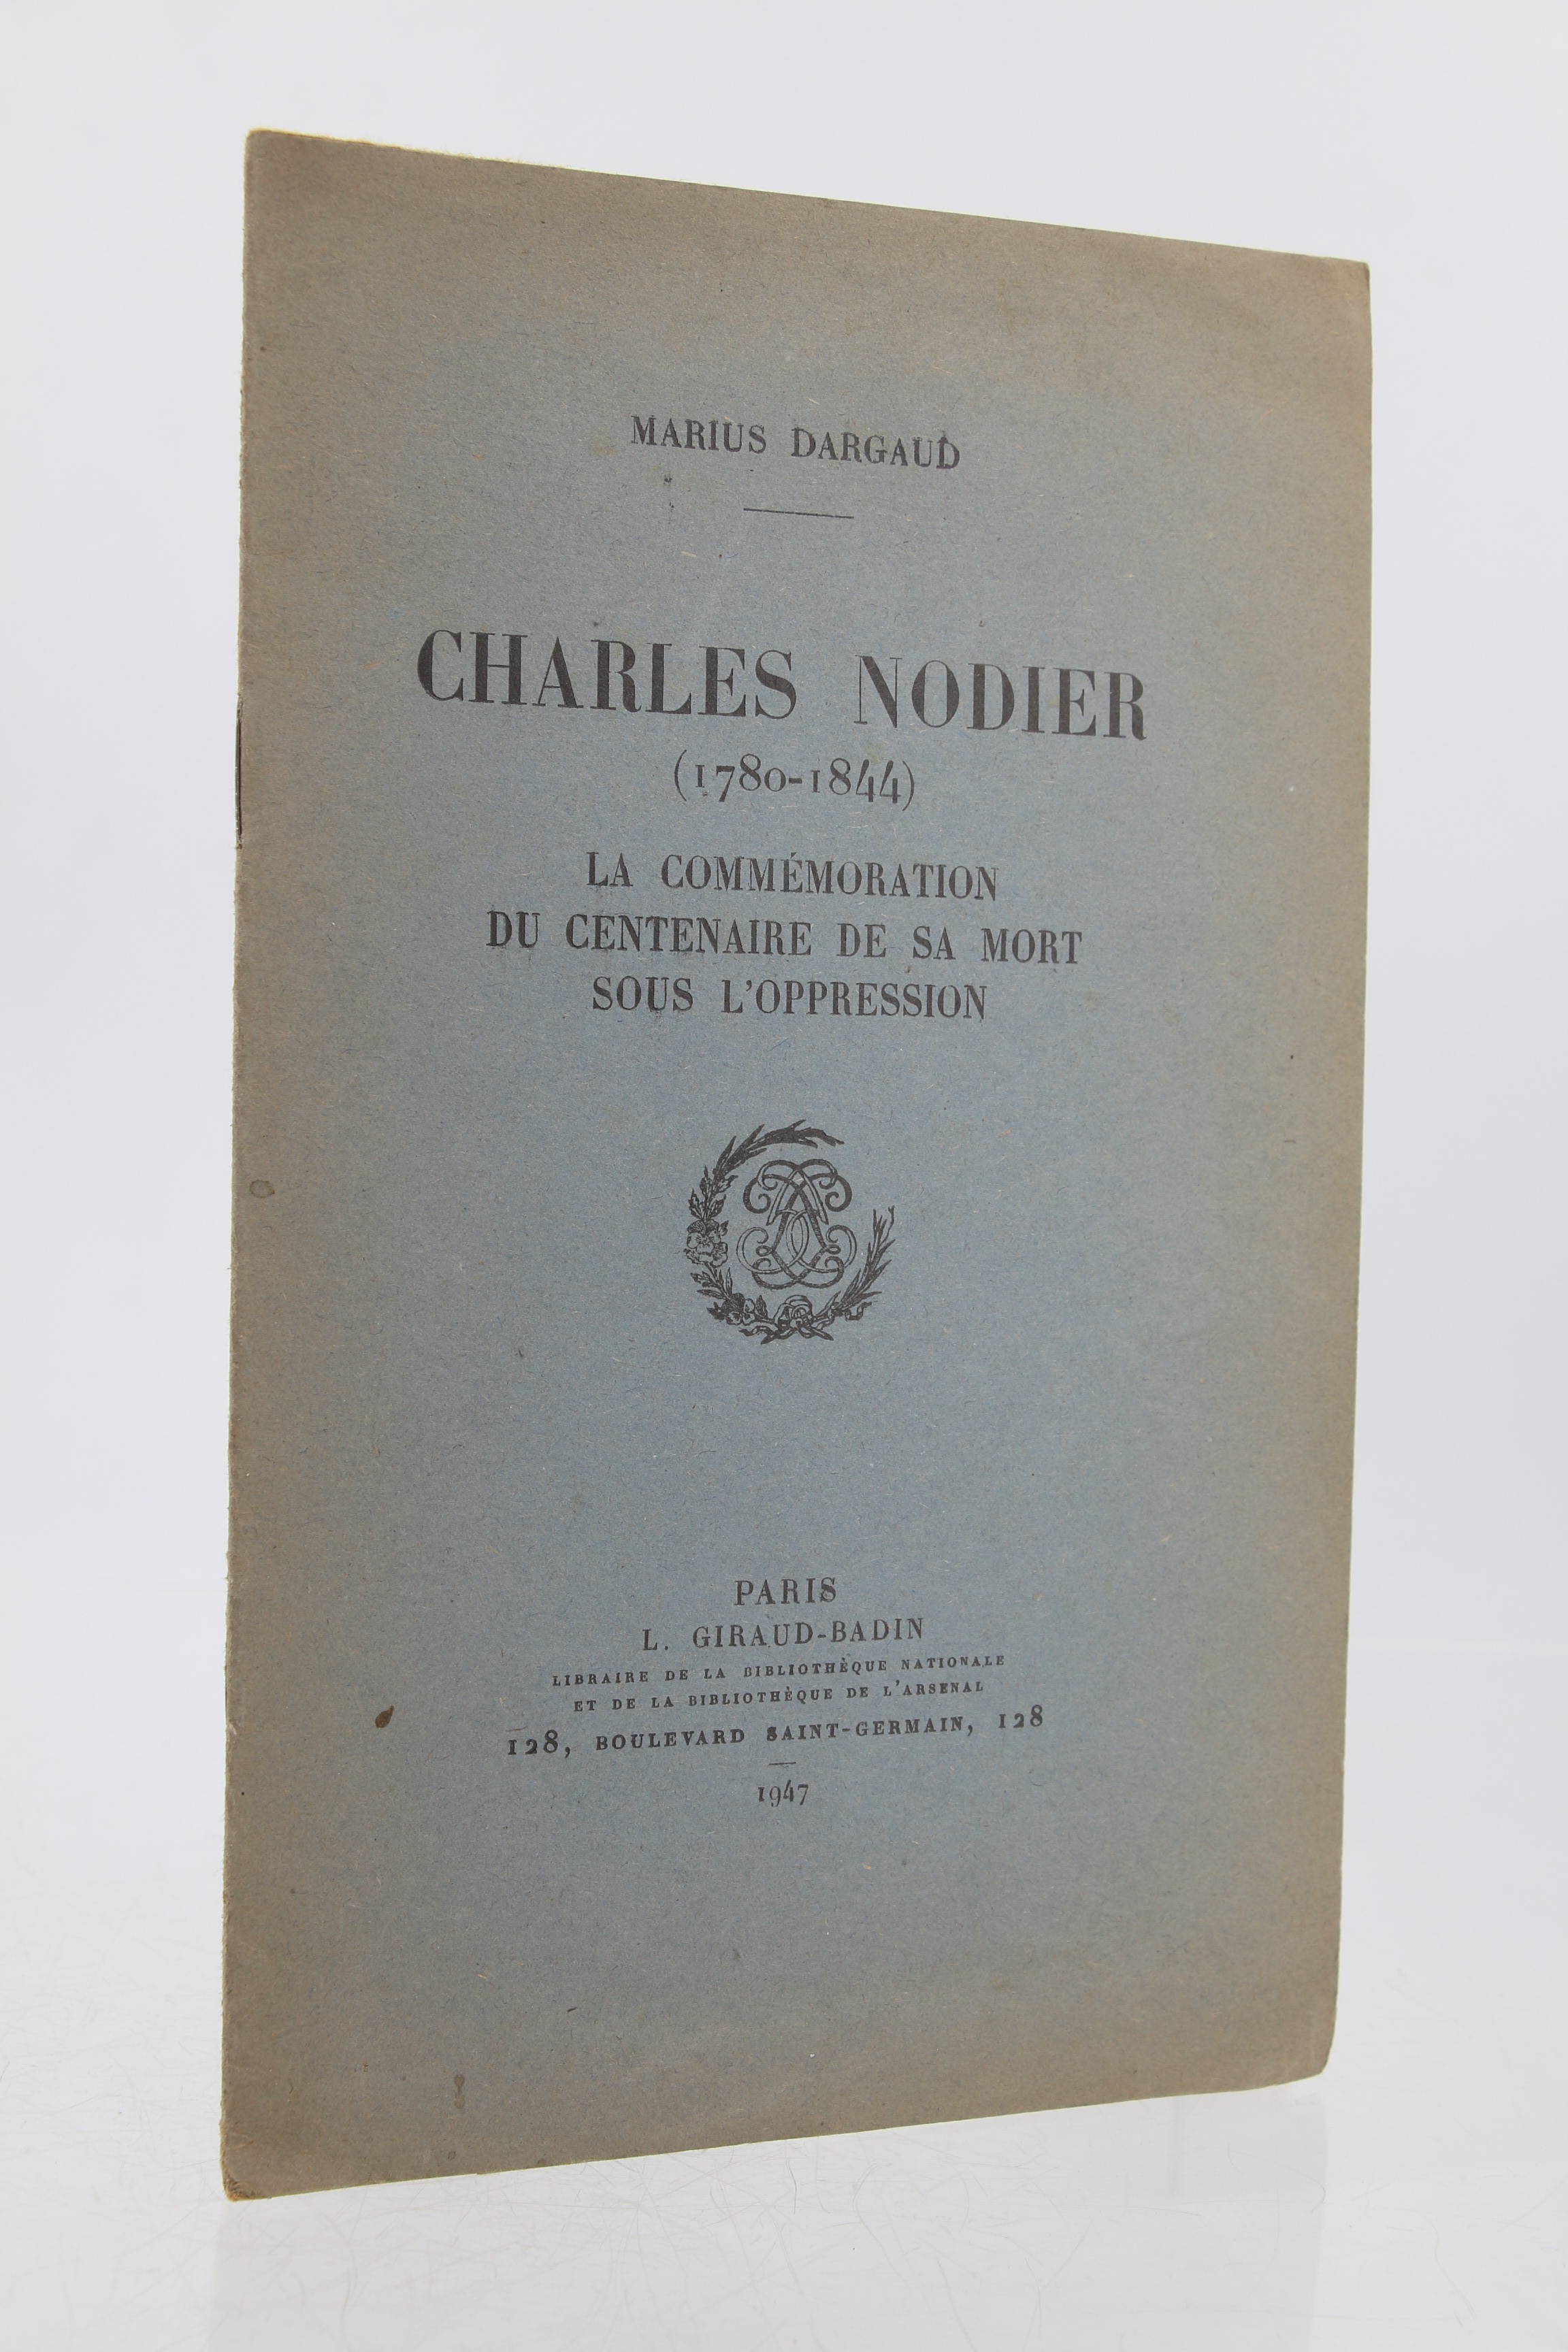 MARIUS DARGAUD
CHARLES NODIER
(1780-1844)
LA COMMÉMORATION
DU CENTENAIRE DE SA MORT
SOUS L'OPPRESSION
PARIS
L. GIRAUD-BADIN
LIBRAIRE DE LA BIBLIOTHÈQUE NATIONALE
ET DE LA BIBLIOTHÈQUE DE L'ARSENAL
128, BOULEVARD SAINT-GERMAIN, 128
1947